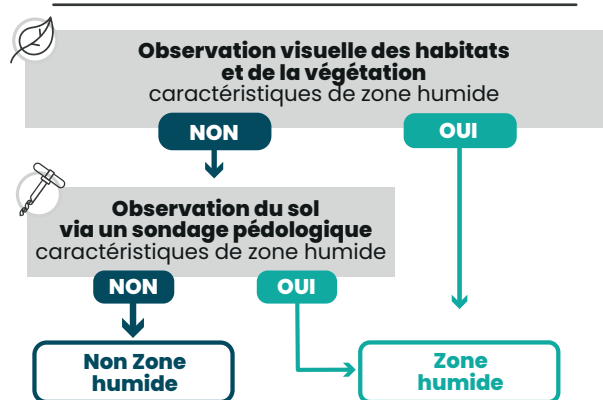 Observation visuelle des habitats
et de la végétation
caractéristiques de zone humide
NON
OUI
Observation du sol
via un sondage pédologique
caractéristiques de zone humide
NON
OUI
Non Zone
humide
Zone
humide